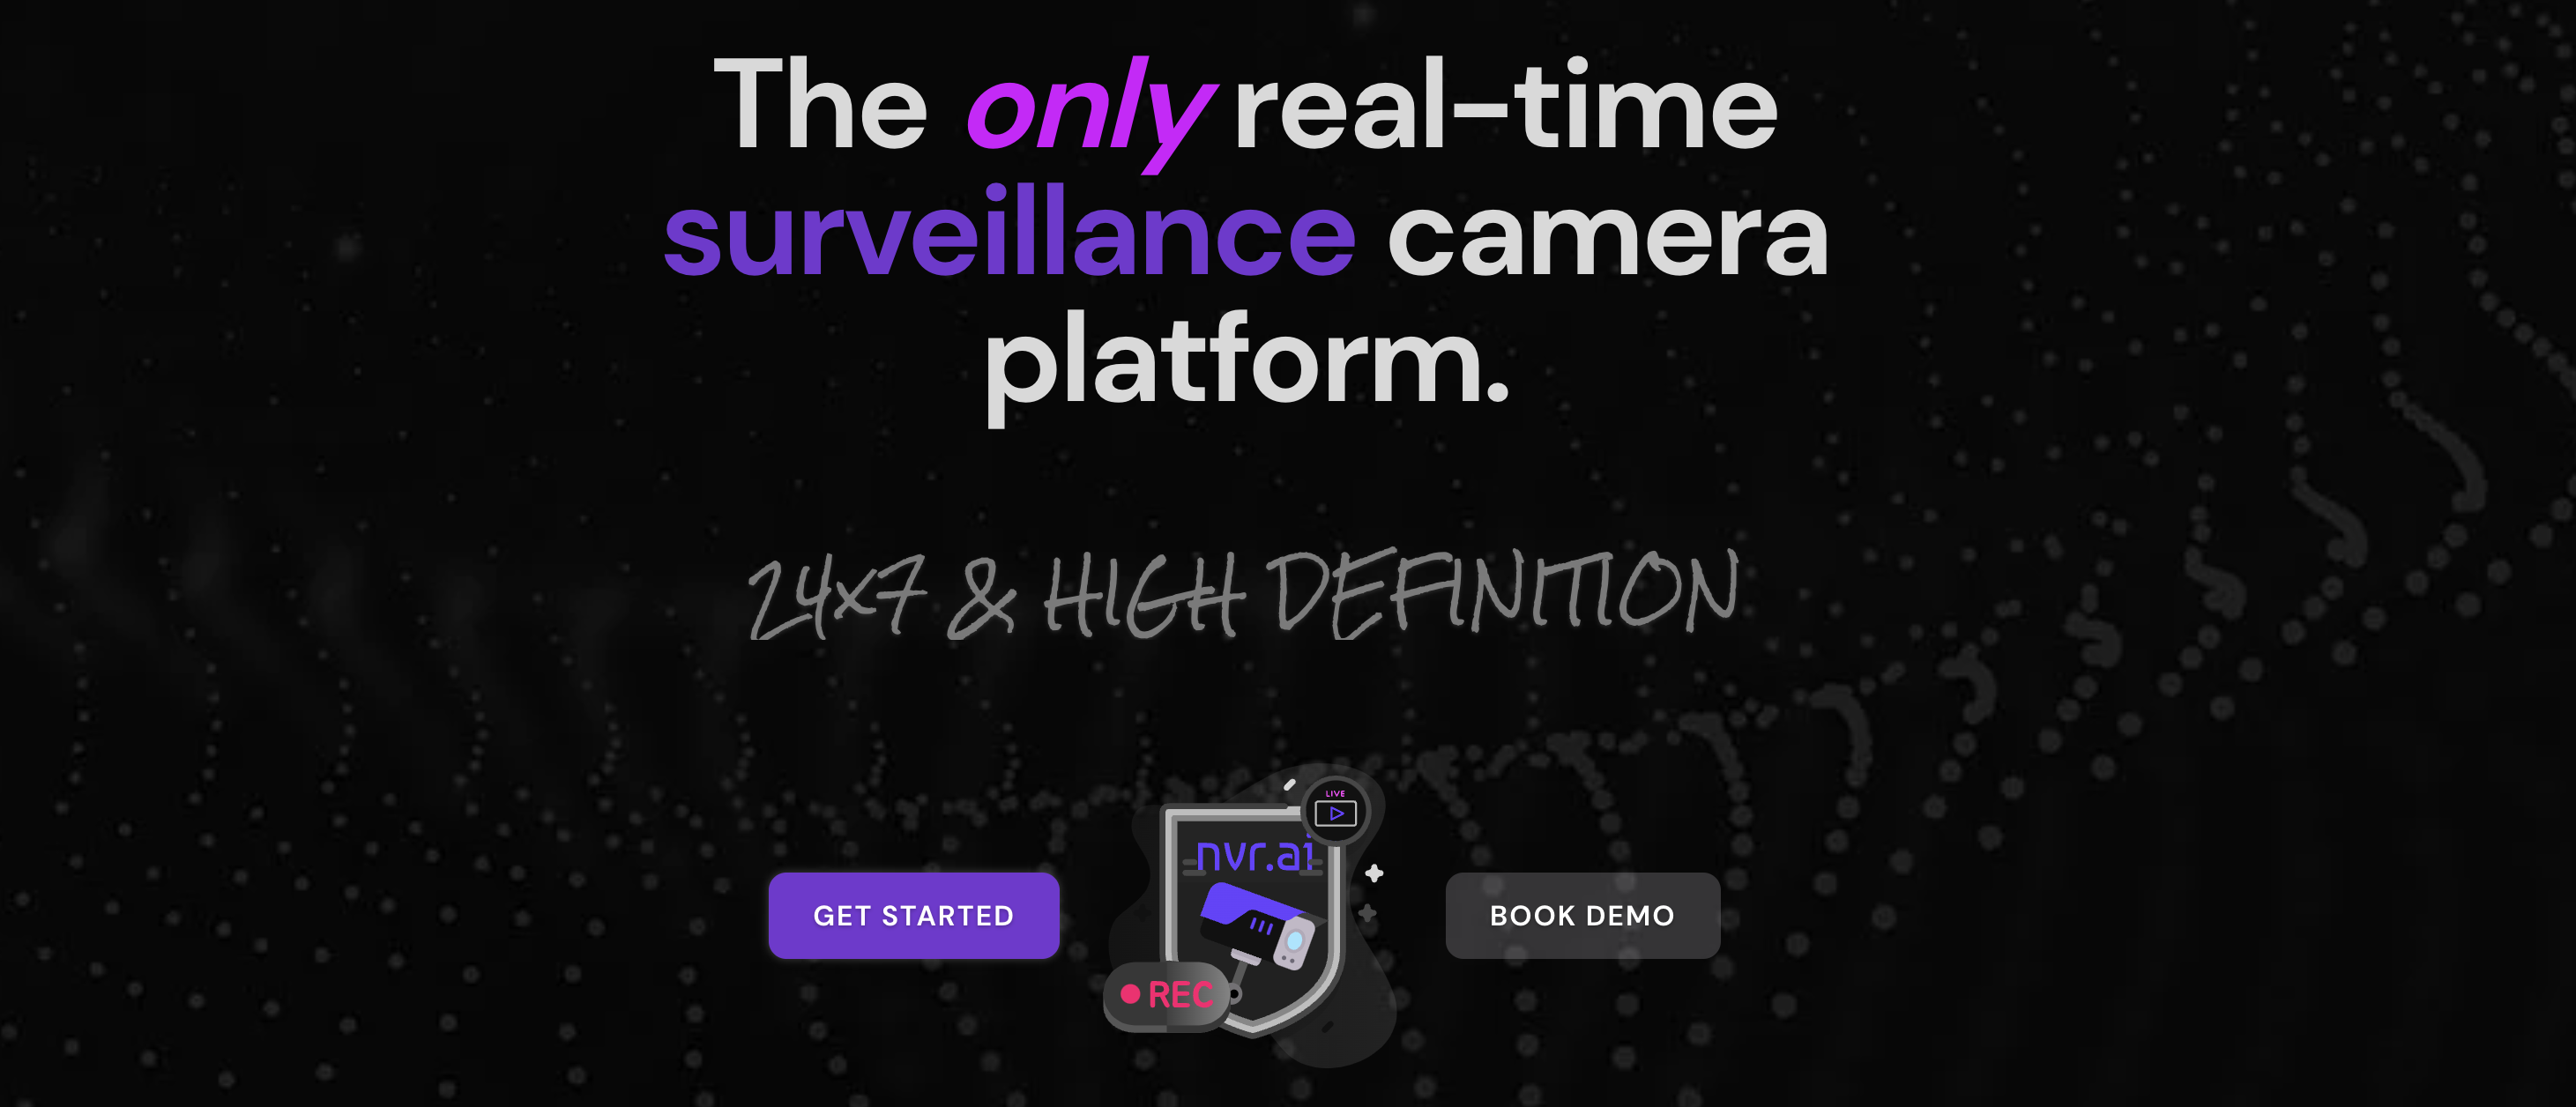 The only real-time
surveillance camera
platform.
24x7 & HIGH DEFINITION
LIVE
nvr.ai
GET STARTED
BOOK DEMO
REC